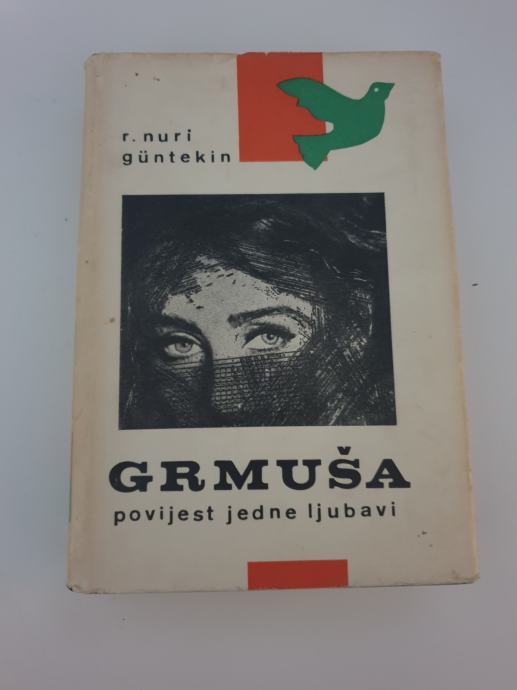 r. nuri
güntekin
GRMUŠA
povijest jedne ljubavi